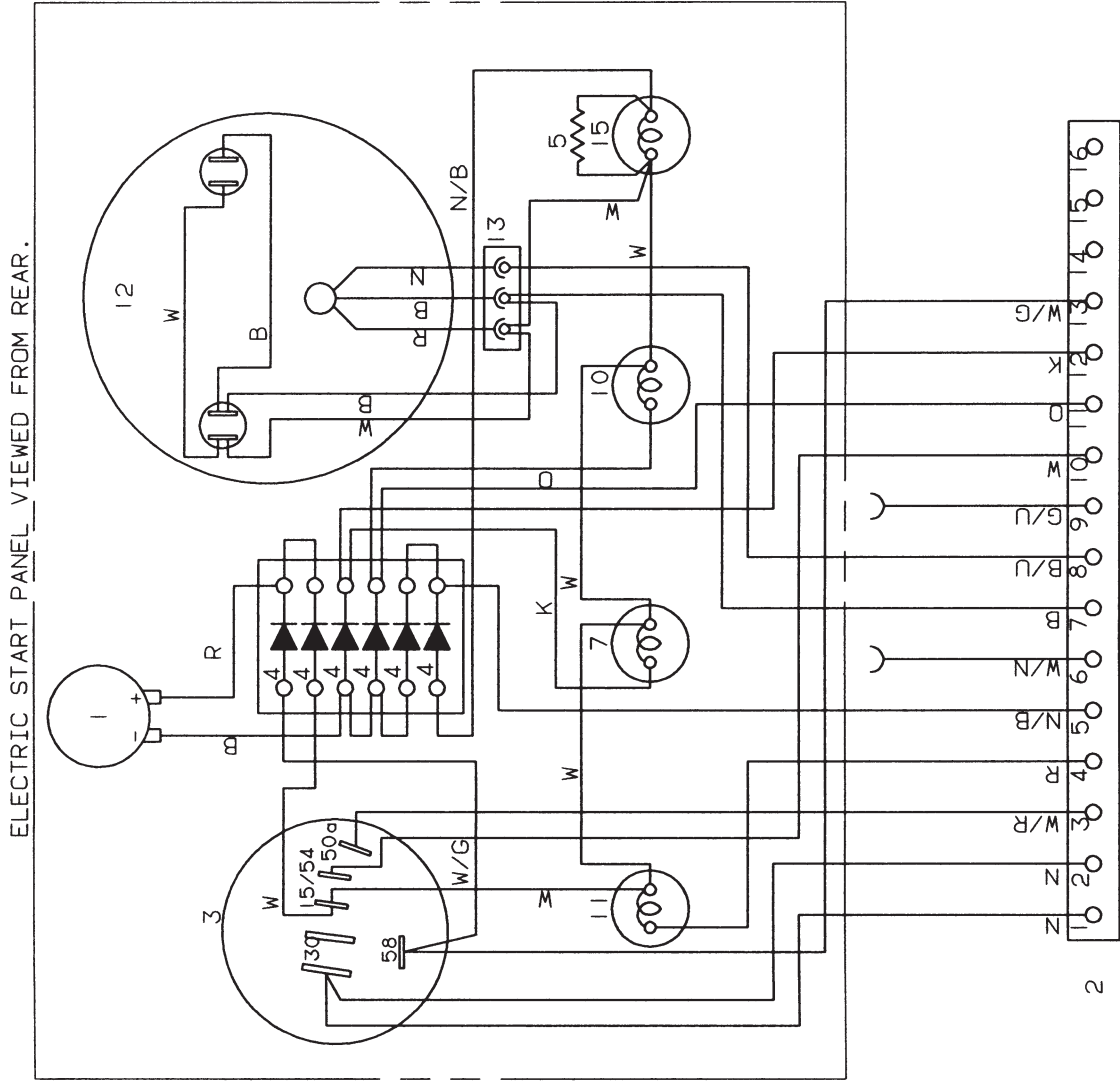 ELECTRIC START PANEL VIEWED FROM REAR.
1
+
-
R
B
12
W
B
N
B
R
B
W
13
N/B
5
15
W
W
10
O
4
4
4
4
4
4
K
W
7
W
3
W
30
15/54
50a
58
W/G
W
11
2
N
1
N
2
W/R
3
R
4
N/B
5
W/N
6
B
7
B/U
8
G/U
9
W
10
O
11
K
12
W/G
13
14
15
16